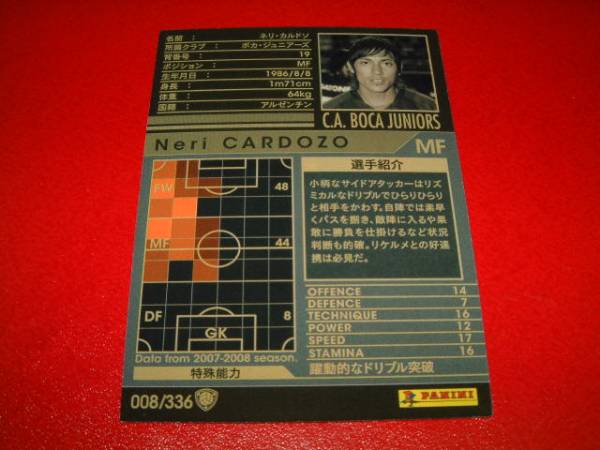 名前 : ネリ・カルドソ
所属クラブ : ボカ・ジュニアーズ
背番号 : 19
ポジション : MF
生年月日 : 1986/8/8
身長 : 1m71cm
体重 : 64kg
国籍 : アルゼンチン
C.A. BOCA JUNIORS
Neri CARDOZO
MF
FW 48
MF 44
DF 8
GK
Data from 2007-2008 season.
特殊能力
選手紹介
小柄なサイドアタッカーはリズ
ミカルなドリブルでひらりひらり
と相手をかわす。自陣では素早
くパスを捌き、敵陣に入るや果
敢に勝負を仕掛けるなど状況
判断も的確。リケルメとの好連
携は必見だ。
OFFENCE 14
DEFENCE 7
TECHNIQUE 16
POWER 12
SPEED 17
STAMINA 16
躍動的なドリブル突破
008/336
PANINI